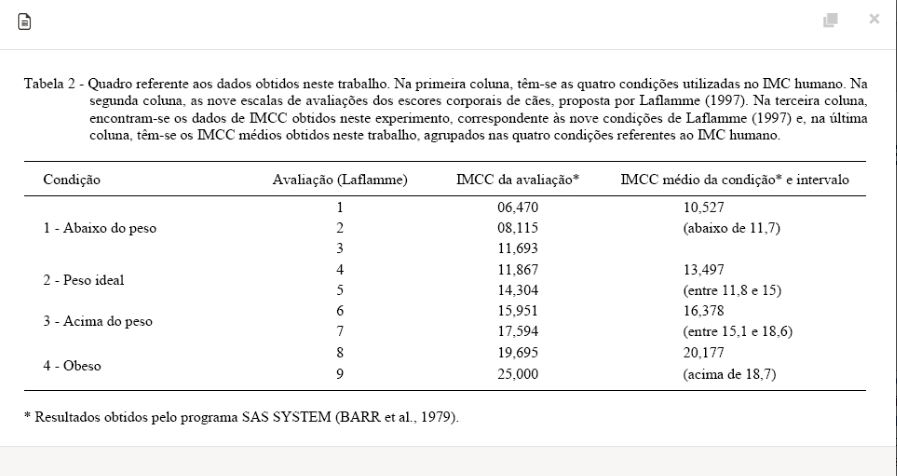 Tabela 2 - Quadro referente aos dados obtidos neste trabalho. Na primeira coluna, têm-se as quatro condições utilizadas no IMC humano. Na
segunda coluna, as nove escalas de avaliações dos escores corporais de cães, proposta por Laflamme (1997). Na terceira coluna,
encontram-se os dados de IMCC obtidos neste experimento, correspondente às nove condições de Laflamme (1997) e, na última
coluna, têm-se os IMCC médios obtidos neste trabalho, agrupados nas quatro condições referentes ao IMC humano.
Condição Avaliação (Laflamme) IMCC da avaliação* IMCC médio da condição* e intervalo
1 06,470 10,527
1 - Abaixo do peso 2 08,115 (abaixo de 11,7)
3 11,693
4 11,867 13,497
2 - Peso ideal
5 14,304 (entre 11,8 e 15)
6 15,951 16,378
3 - Acima do peso
7 17,594 (entre 15,1 e 18,6)
8 19,695 20,177
4 - Obeso
9 25,000 (acima de 18,7)
* Resultados obtidos pelo programa SAS SYSTEM (BARR et al., 1979).